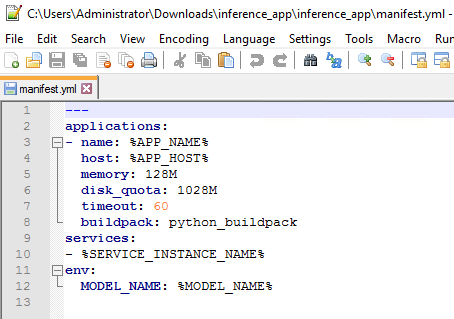 C:\Users\Administrator\Downloads\inference_app\inference_app\manifest.yml -
File Edit Search View Encoding Language Settings Tools Macro Run
manifest.yml
1 ---
2 applications:
3 - name: %APP_NAME%
4 host: %APP_HOST%
5 memory: 128M
6 disk_quota: 1028M
7 timeout: 60
8 buildpack: python_buildpack
9 services:
10 - %SERVICE_INSTANCE_NAME%
11 env:
12 MODEL_NAME: %MODEL_NAME%
13